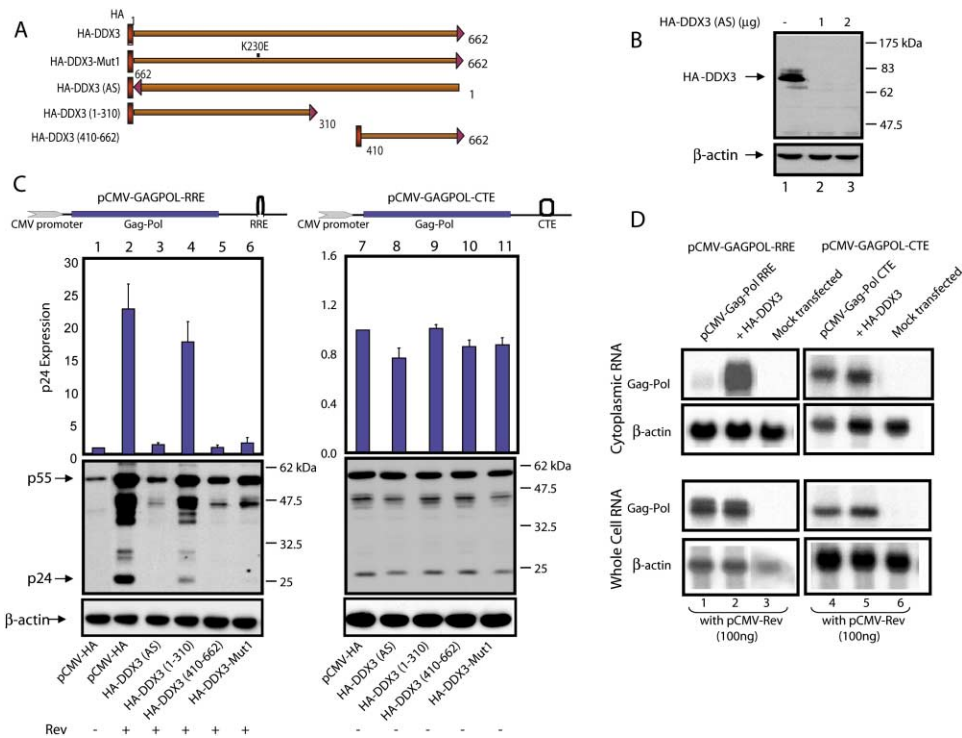 A
HA
1
HA-DDX3
662
K230E
HA-DDX3-Mut1
662
662
HA-DDX3 (AS)
1
HA-DDX3 (1-310)
310
HA-DDX3 (410-662)
662
410
B
HA-DDX3 (AS) (μg)
- 1 2
175 kDa
HA-DDX3
83
62
47.5
β-actin
1 2 3
C
pCMV-GAGPOL-RRE
CMV promoter
Gag-Pol
RRE
pCMV-GAGPOL-CTE
CMV promoter
Gag-Pol
CTE
1 2 3 4 5 6
30
25
20
15
10
5
0
p24 Expression
7 8 9 10 11
1.6
1.2
0.8
0.4
0.0
p55
p24
62 kDa
47.5
32.5
25
62 kDa
47.5
32.5
25
β-actin
pCMV-HA
pCMV-HA
HA-DDX3 (AS)
HA-DDX3 (1-310)
HA-DDX3 (410-662)
HA-DDX3-Mut1
pCMV-HA
HA-DDX3 (AS)
HA-DDX3 (1-310)
HA-DDX3 (410-662)
HA-DDX3-Mut1
Rev - + + + + +
- - - - -
D
pCMV-GAGPOL-RRE
pCMV-GAGPOL-CTE
pCMV-Gag-Pol RRE
+ HA-DDX3
Mock transfected
pCMV-Gag-Pol CTE
+ HA-DDX3
Mock transfected
Cytoplasmic RNA
Gag-Pol
β-actin
Whole Cell RNA
Gag-Pol
β-actin
1 2 3
4 5 6
with pCMV-Rev
(100ng)
with pCMV-Rev
(100ng)